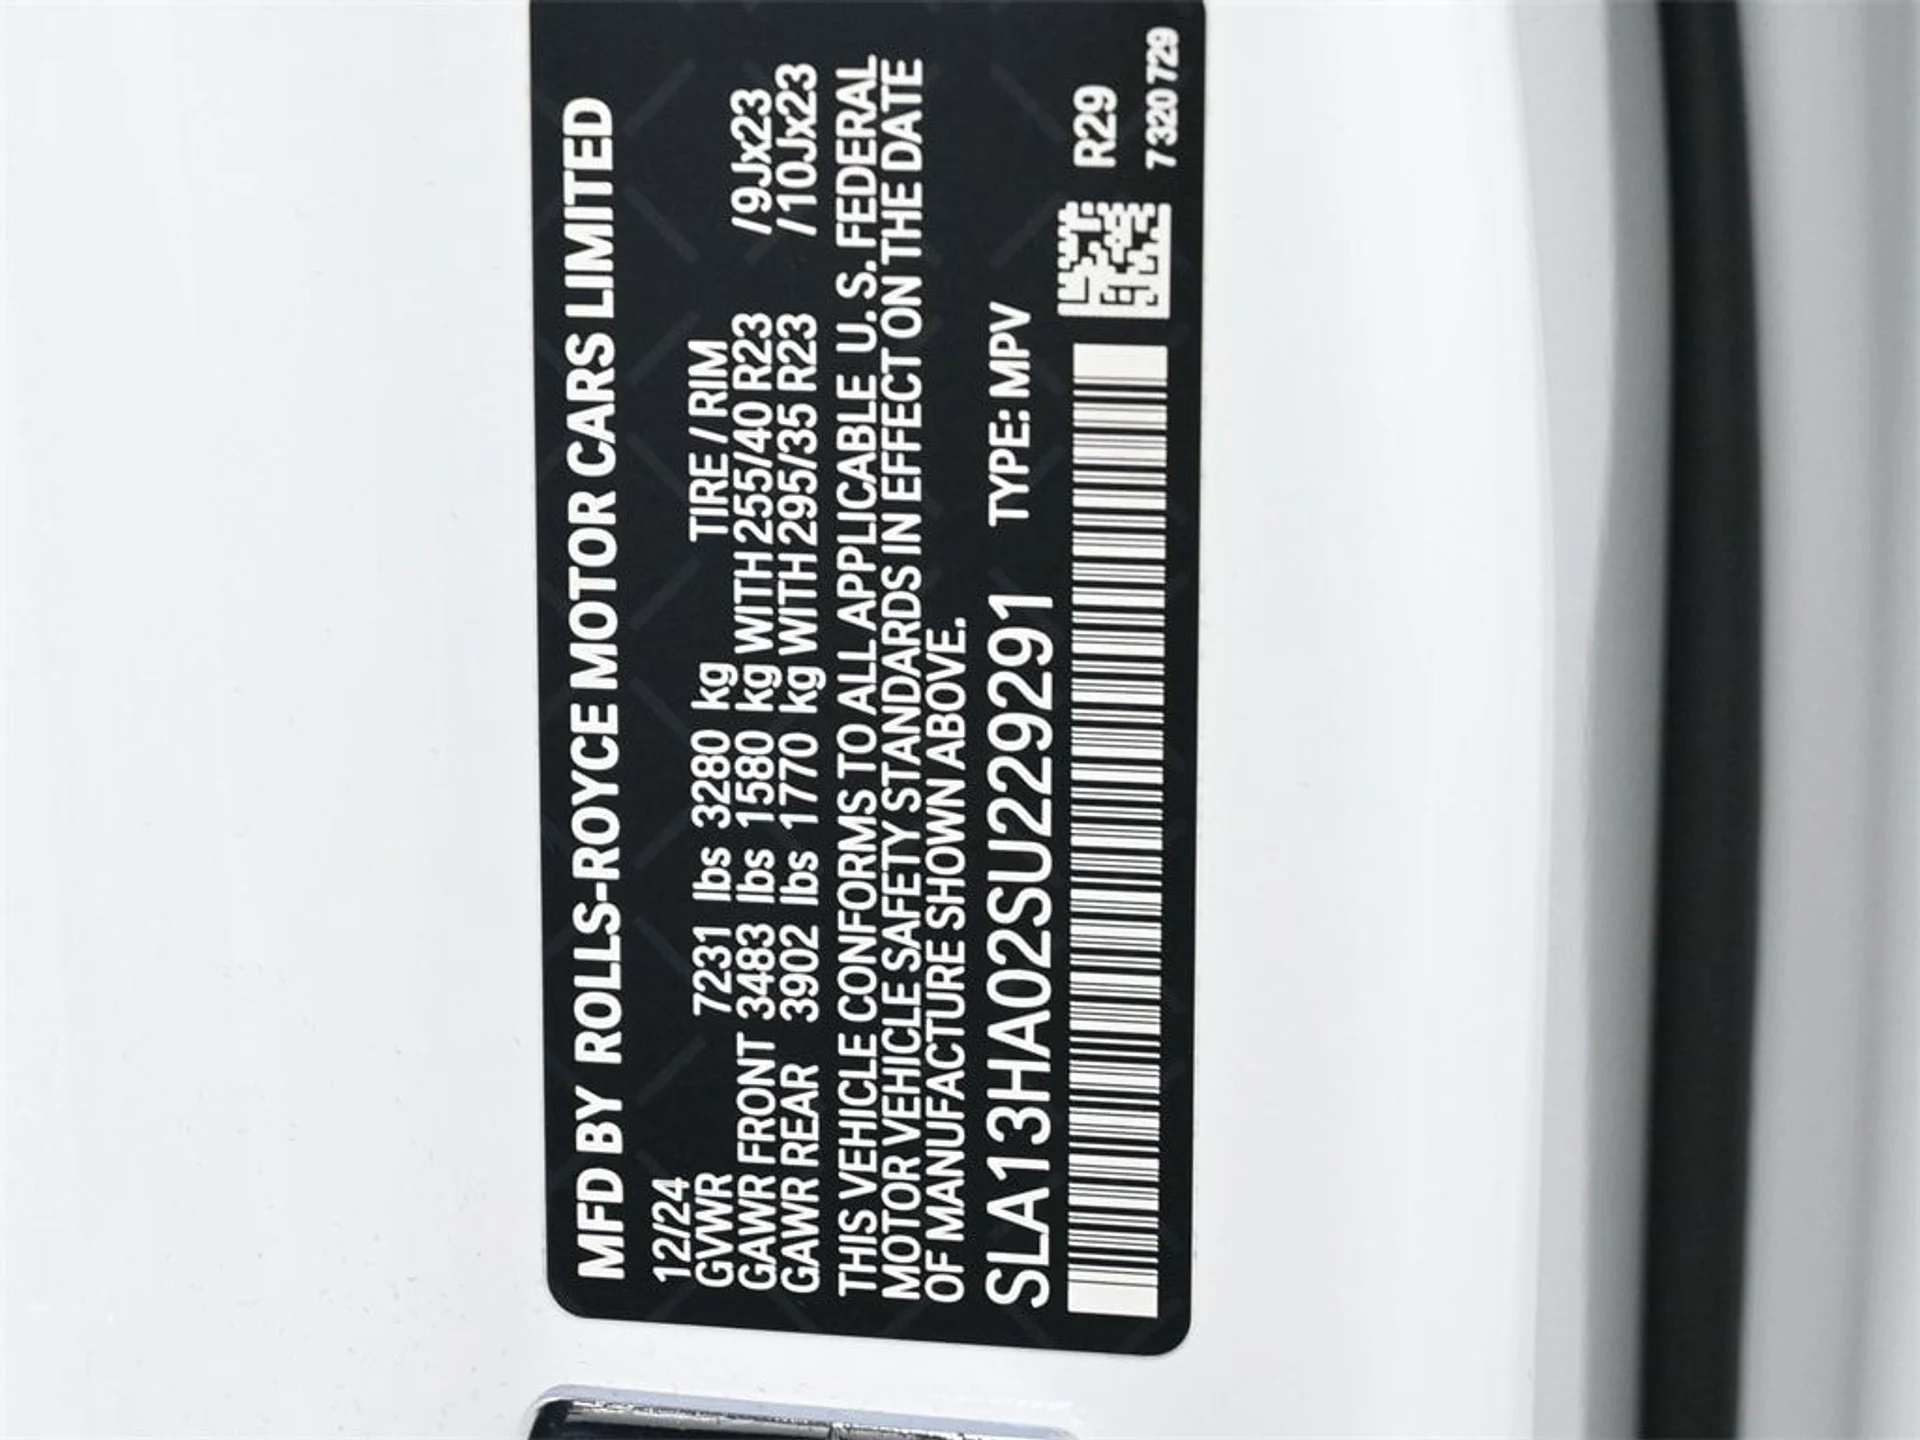 MFD BY ROLLS-ROYCE MOTOR CARS LIMITED
12/24
GVWR 7231 lbs 3280 kg TIRE / RIM
GAWR FRONT 3483 lbs 1580 kg WITH 255/40 R23 /9Jx23
GAWR REAR 3902 lbs 1770 kg WITH 295/35 R23 /10Jx23
THIS VEHICLE CONFORMS TO ALL APPLICABLE U. S. FEDERAL
MOTOR VEHICLE SAFETY STANDARDS IN EFFECT ON THE DATE
OF MANUFACTURE SHOWN ABOVE.
SLA13HA02SU229291 TYPE: MPV
R29
7 320 729